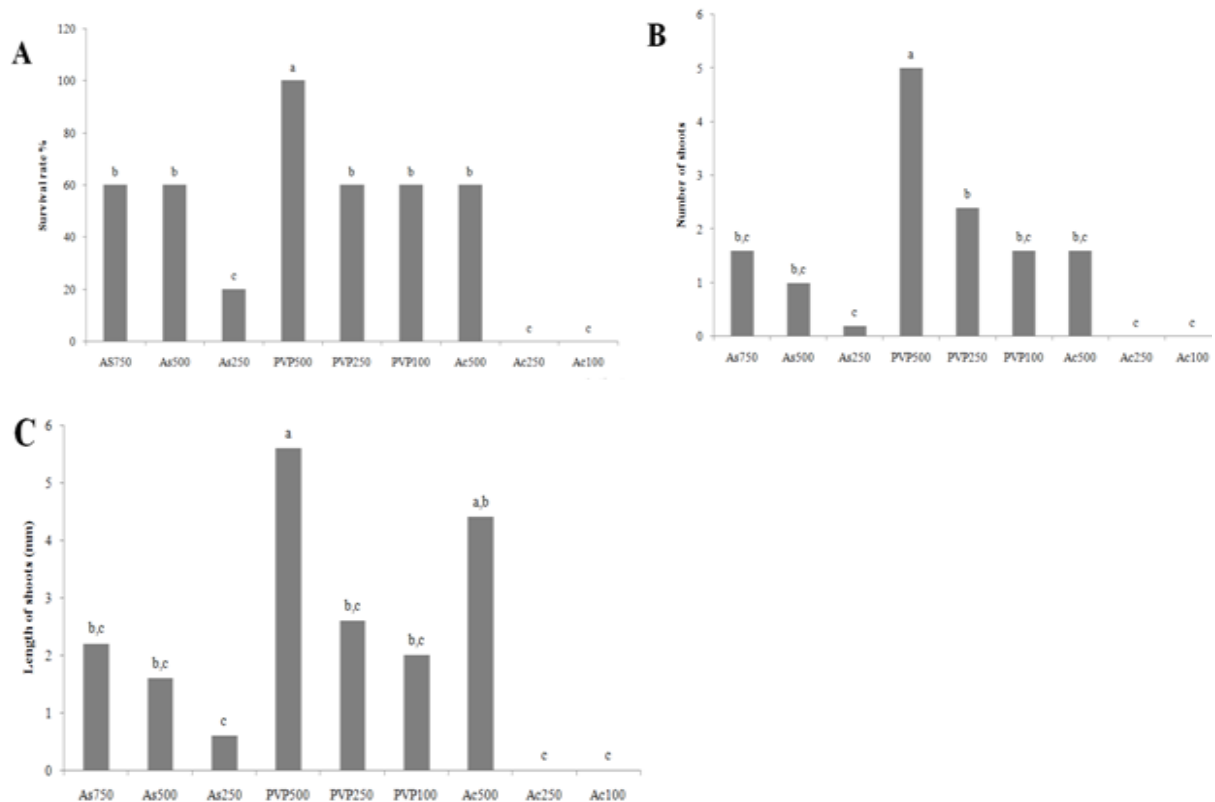 A
120
100
80
60
40
20
0
Survival rate %
a
b b b b b
c
c c
AS750 As500 As250 PVP500 PVP250 PVP100 Ac500 Ac250 Ac100
B
6
5
4
3
2
1
0
Number of shoots
a
b
b,c b,c b,c
b,c
c
c c
As750 As500 As250 PVP500 PVP250 PVP100 Ac500 Ac250 Ac100
C
6
5
4
3
2
1
0
Length of shoots (mm)
a
a,b
b,c b,c b,c
b,c
c
c c
As750 As500 As250 PVP500 PVP250 PVP100 Ac500 Ac250 Ac100